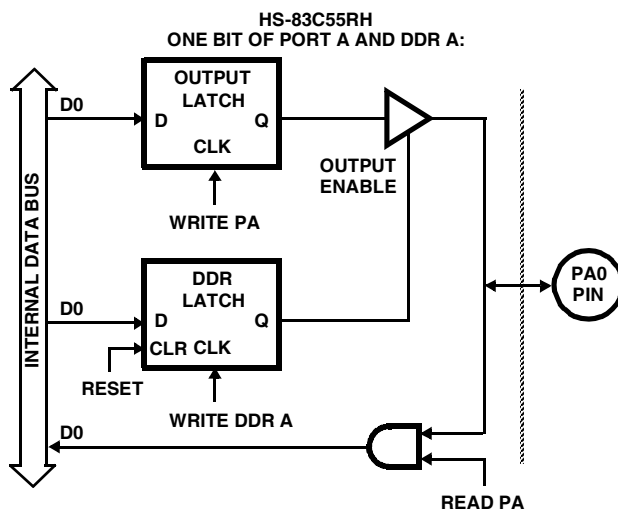 HS-83C55RH
ONE BIT OF PORT A AND DDR A:
INTERNAL DATA BUS
D0
OUTPUT
LATCH
D
Q
CLK
WRITE PA
OUTPUT
ENABLE
PA0
PIN
D0
DDR
LATCH
D
Q
CLR CLK
RESET
WRITE DDR A
D0
READ PA